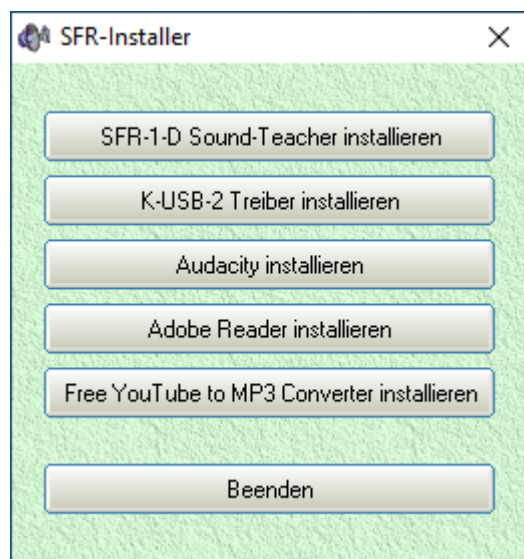 SFR-Installer
SFR-1-D Sound-Teacher installieren
K-USB-2 Treiber installieren
Audacity installieren
Adobe Reader installieren
Free YouTube to MP3 Converter installieren
Beenden